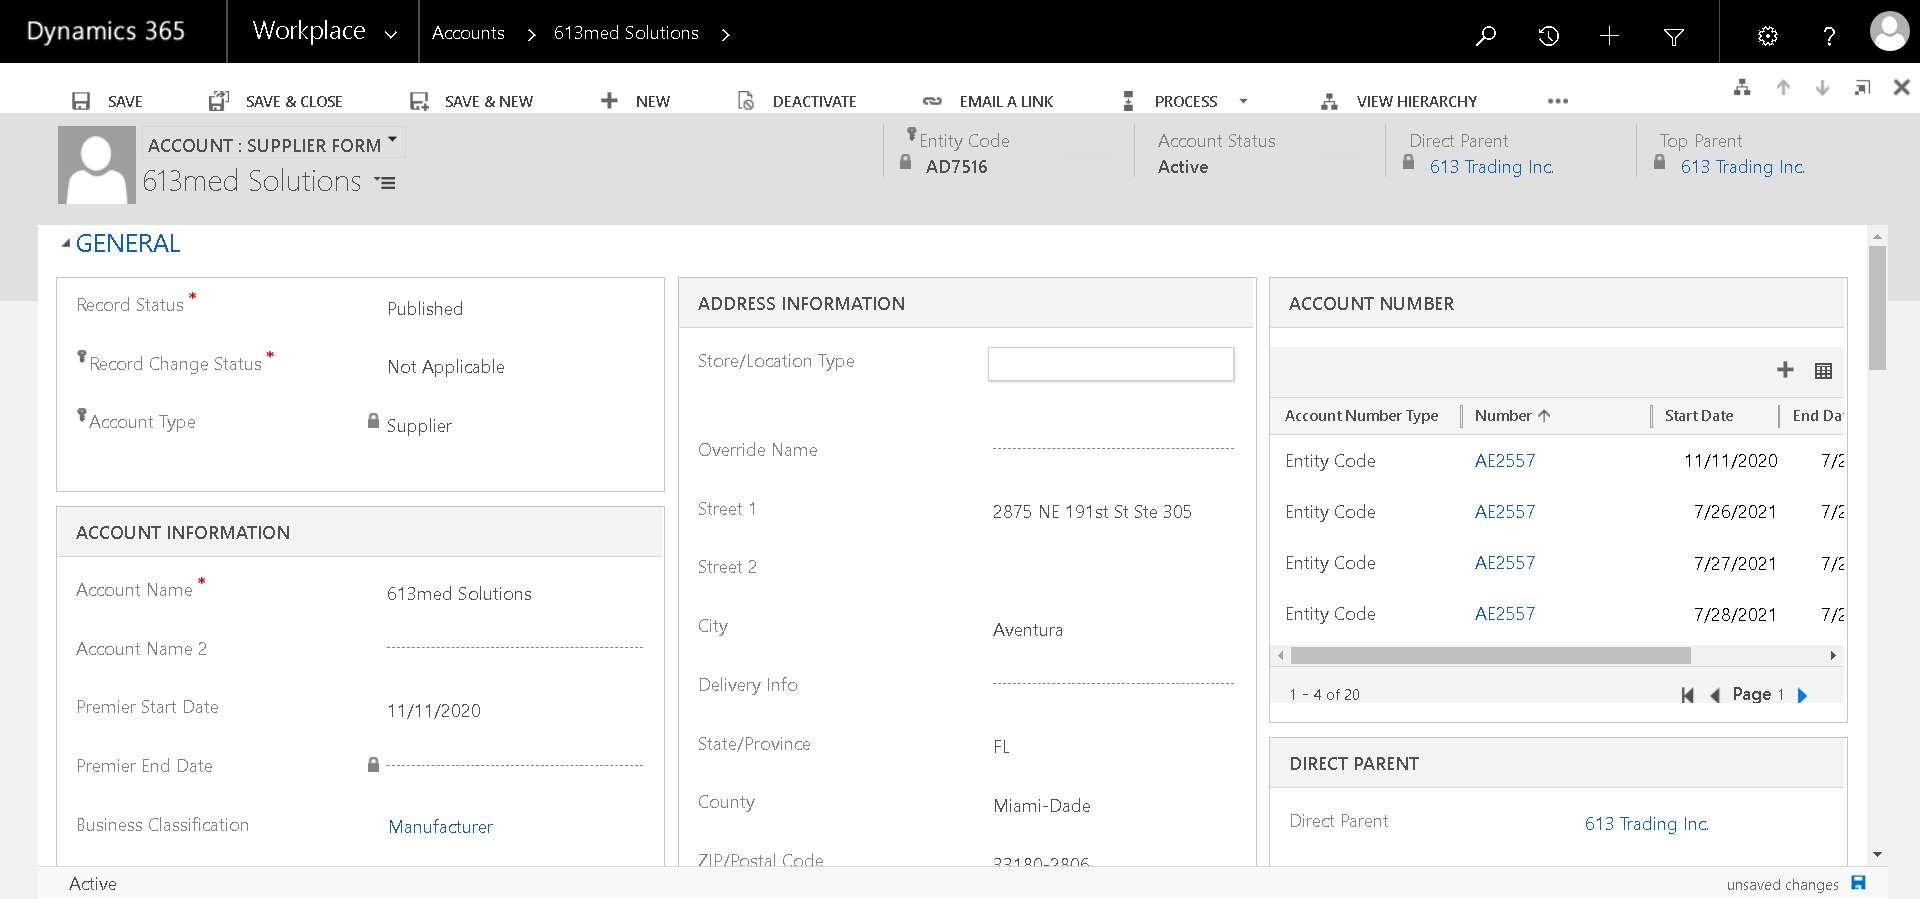 Dynamics 365 Workplace Accounts 613med Solutions
SAVE SAVE & CLOSE SAVE & NEW NEW DEACTIVATE EMAIL A LINK PROCESS VIEW HIERARCHY
ACCOUNT : SUPPLIER FORM
613med Solutions
Entity Code
AD7516
Account Status
Active
Direct Parent
613 Trading Inc.
Top Parent
613 Trading Inc.
GENERAL
Record Status * Published
Record Change Status * Not Applicable
Account Type Supplier
ACCOUNT INFORMATION
Account Name * 613med Solutions
Account Name 2
Premier Start Date 11/11/2020
Premier End Date
Business Classification Manufacturer
ADDRESS INFORMATION
Store/Location Type
Override Name
Street 1 2875 NE 191st St Ste 305
Street 2
City Aventura
Delivery Info
State/Province FL
County Miami-Dade
ZIP/Postal Code 33180-2806
ACCOUNT NUMBER
Account Number Type Number Start Date End Da
Entity Code AE2557 11/11/2020 7/2
Entity Code AE2557 7/26/2021 7/2
Entity Code AE2557 7/27/2021 7/2
Entity Code AE2557 7/28/2021 7/2
1 - 4 of 20 Page 1
DIRECT PARENT
Direct Parent 613 Trading Inc.
Active unsaved changes